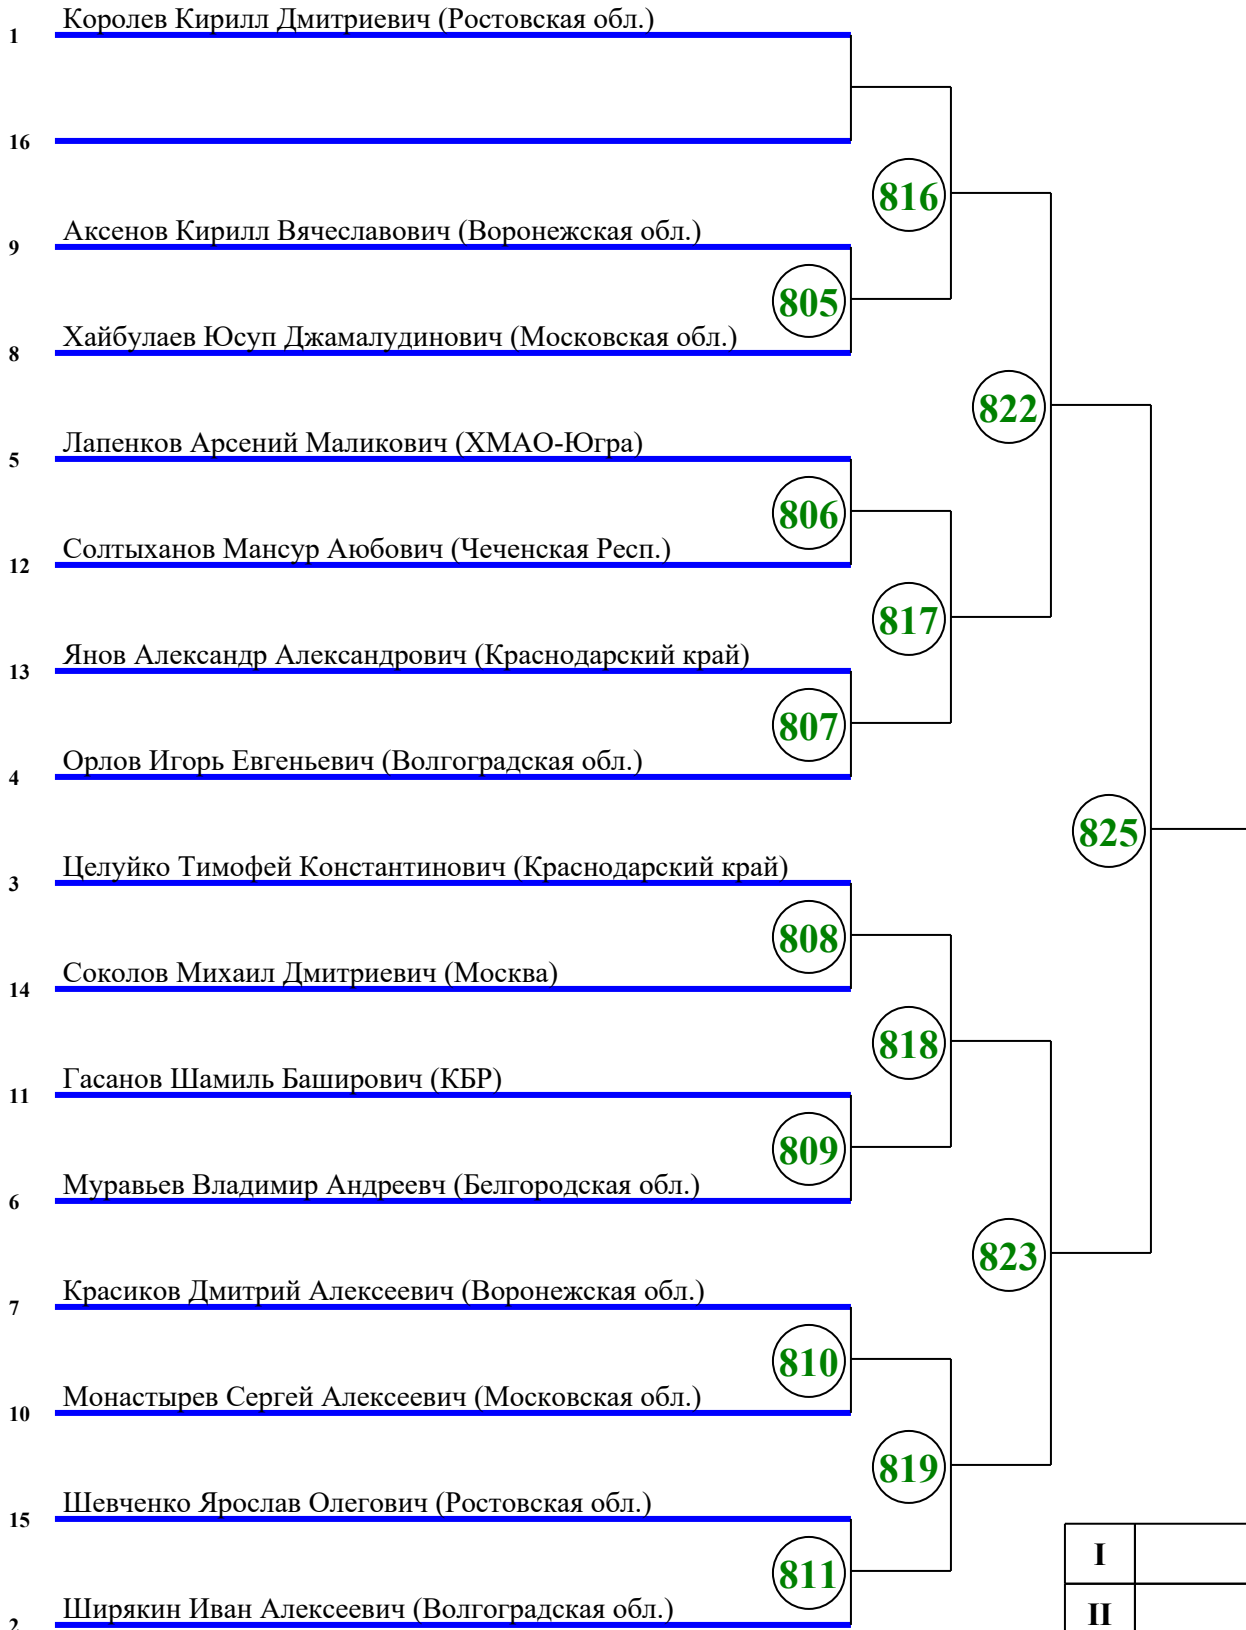 1 Королев Кирилл Дмитриевич (Ростовская обл.)
16
816
9 Аксенов Кирилл Вячеславович (Воронежская обл.)
805
8 Хайбулаев Юсуп Джамалудинович (Московская обл.)
822
5 Лапенков Арсений Маликович (ХМАО-Югра)
806
12 Солтыханов Мансур Аюбович (Чеченская Респ.)
817
13 Янов Александр Александрович (Краснодарский край)
807
4 Орлов Игорь Евгеньевич (Волгоградская обл.)
825
3 Целуйко Тимофей Константинович (Краснодарский край)
808
14 Соколов Михаил Дмитриевич (Москва)
818
11 Гасанов Шамиль Баширович (КБР)
809
6 Муравьев Владимир Андреевч (Белгородская обл.)
823
7 Красиков Дмитрий Алексеевич (Воронежская обл.)
810
10 Монастырев Сергей Алексеевич (Московская обл.)
819
15 Шевченко Ярослав Олегович (Ростовская обл.)
I
811
2 Ширякин Иван Алексеевич (Волгоградская обл.)
II